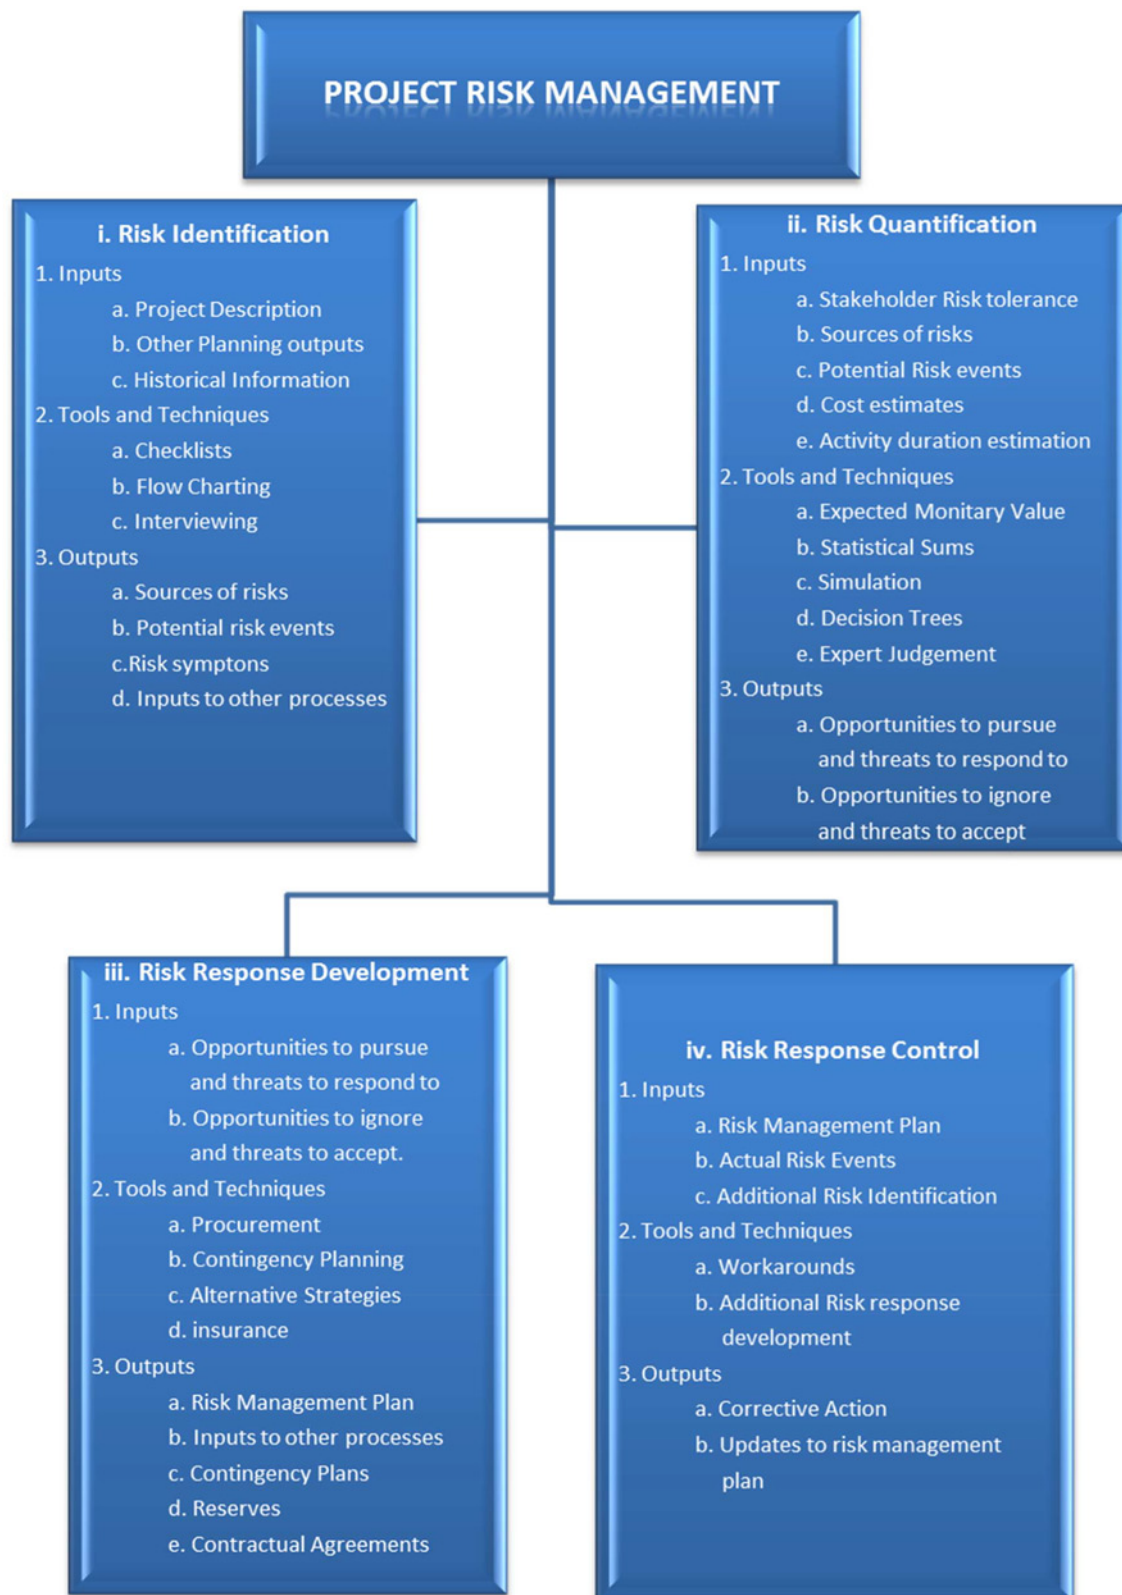 PROJECT RISK MANAGEMENT
i. Risk Identification
1. Inputs
a. Project Description
b. Other Planning outputs
c. Historical Information
2. Tools and Techniques
a. Checklists
b. Flow Charting
c. Interviewing
3. Outputs
a. Sources of risks
b. Potential risk events
c.Risk symptons
d. Inputs to other processes
ii. Risk Quantification
1. Inputs
a. Stakeholder Risk tolerance
b. Sources of risks
c. Potential Risk events
d. Cost estimates
e. Activity duration estimation
2. Tools and Techniques
a. Expected Monitary Value
b. Statistical Sums
c. Simulation
d. Decision Trees
e. Expert Judgement
3. Outputs
a. Opportunities to pursue
and threats to respond to
b. Opportunities to ignore
and threats to accept
iii. Risk Response Development
1. Inputs
a. Opportunities to pursue
and threats to respond to
b. Opportunities to ignore
and threats to accept.
2. Tools and Techniques
a. Procurement
b. Contingency Planning
c. Alternative Strategies
d. insurance
3. Outputs
a. Risk Management Plan
b. Inputs to other processes
c. Contingency Plans
d. Reserves
e. Contractual Agreements
iv. Risk Response Control
1. Inputs
a. Risk Management Plan
b. Actual Risk Events
c. Additional Risk Identification
2. Tools and Techniques
a. Workarounds
b. Additional Risk response
development
3. Outputs
a. Corrective Action
b. Updates to risk management
plan